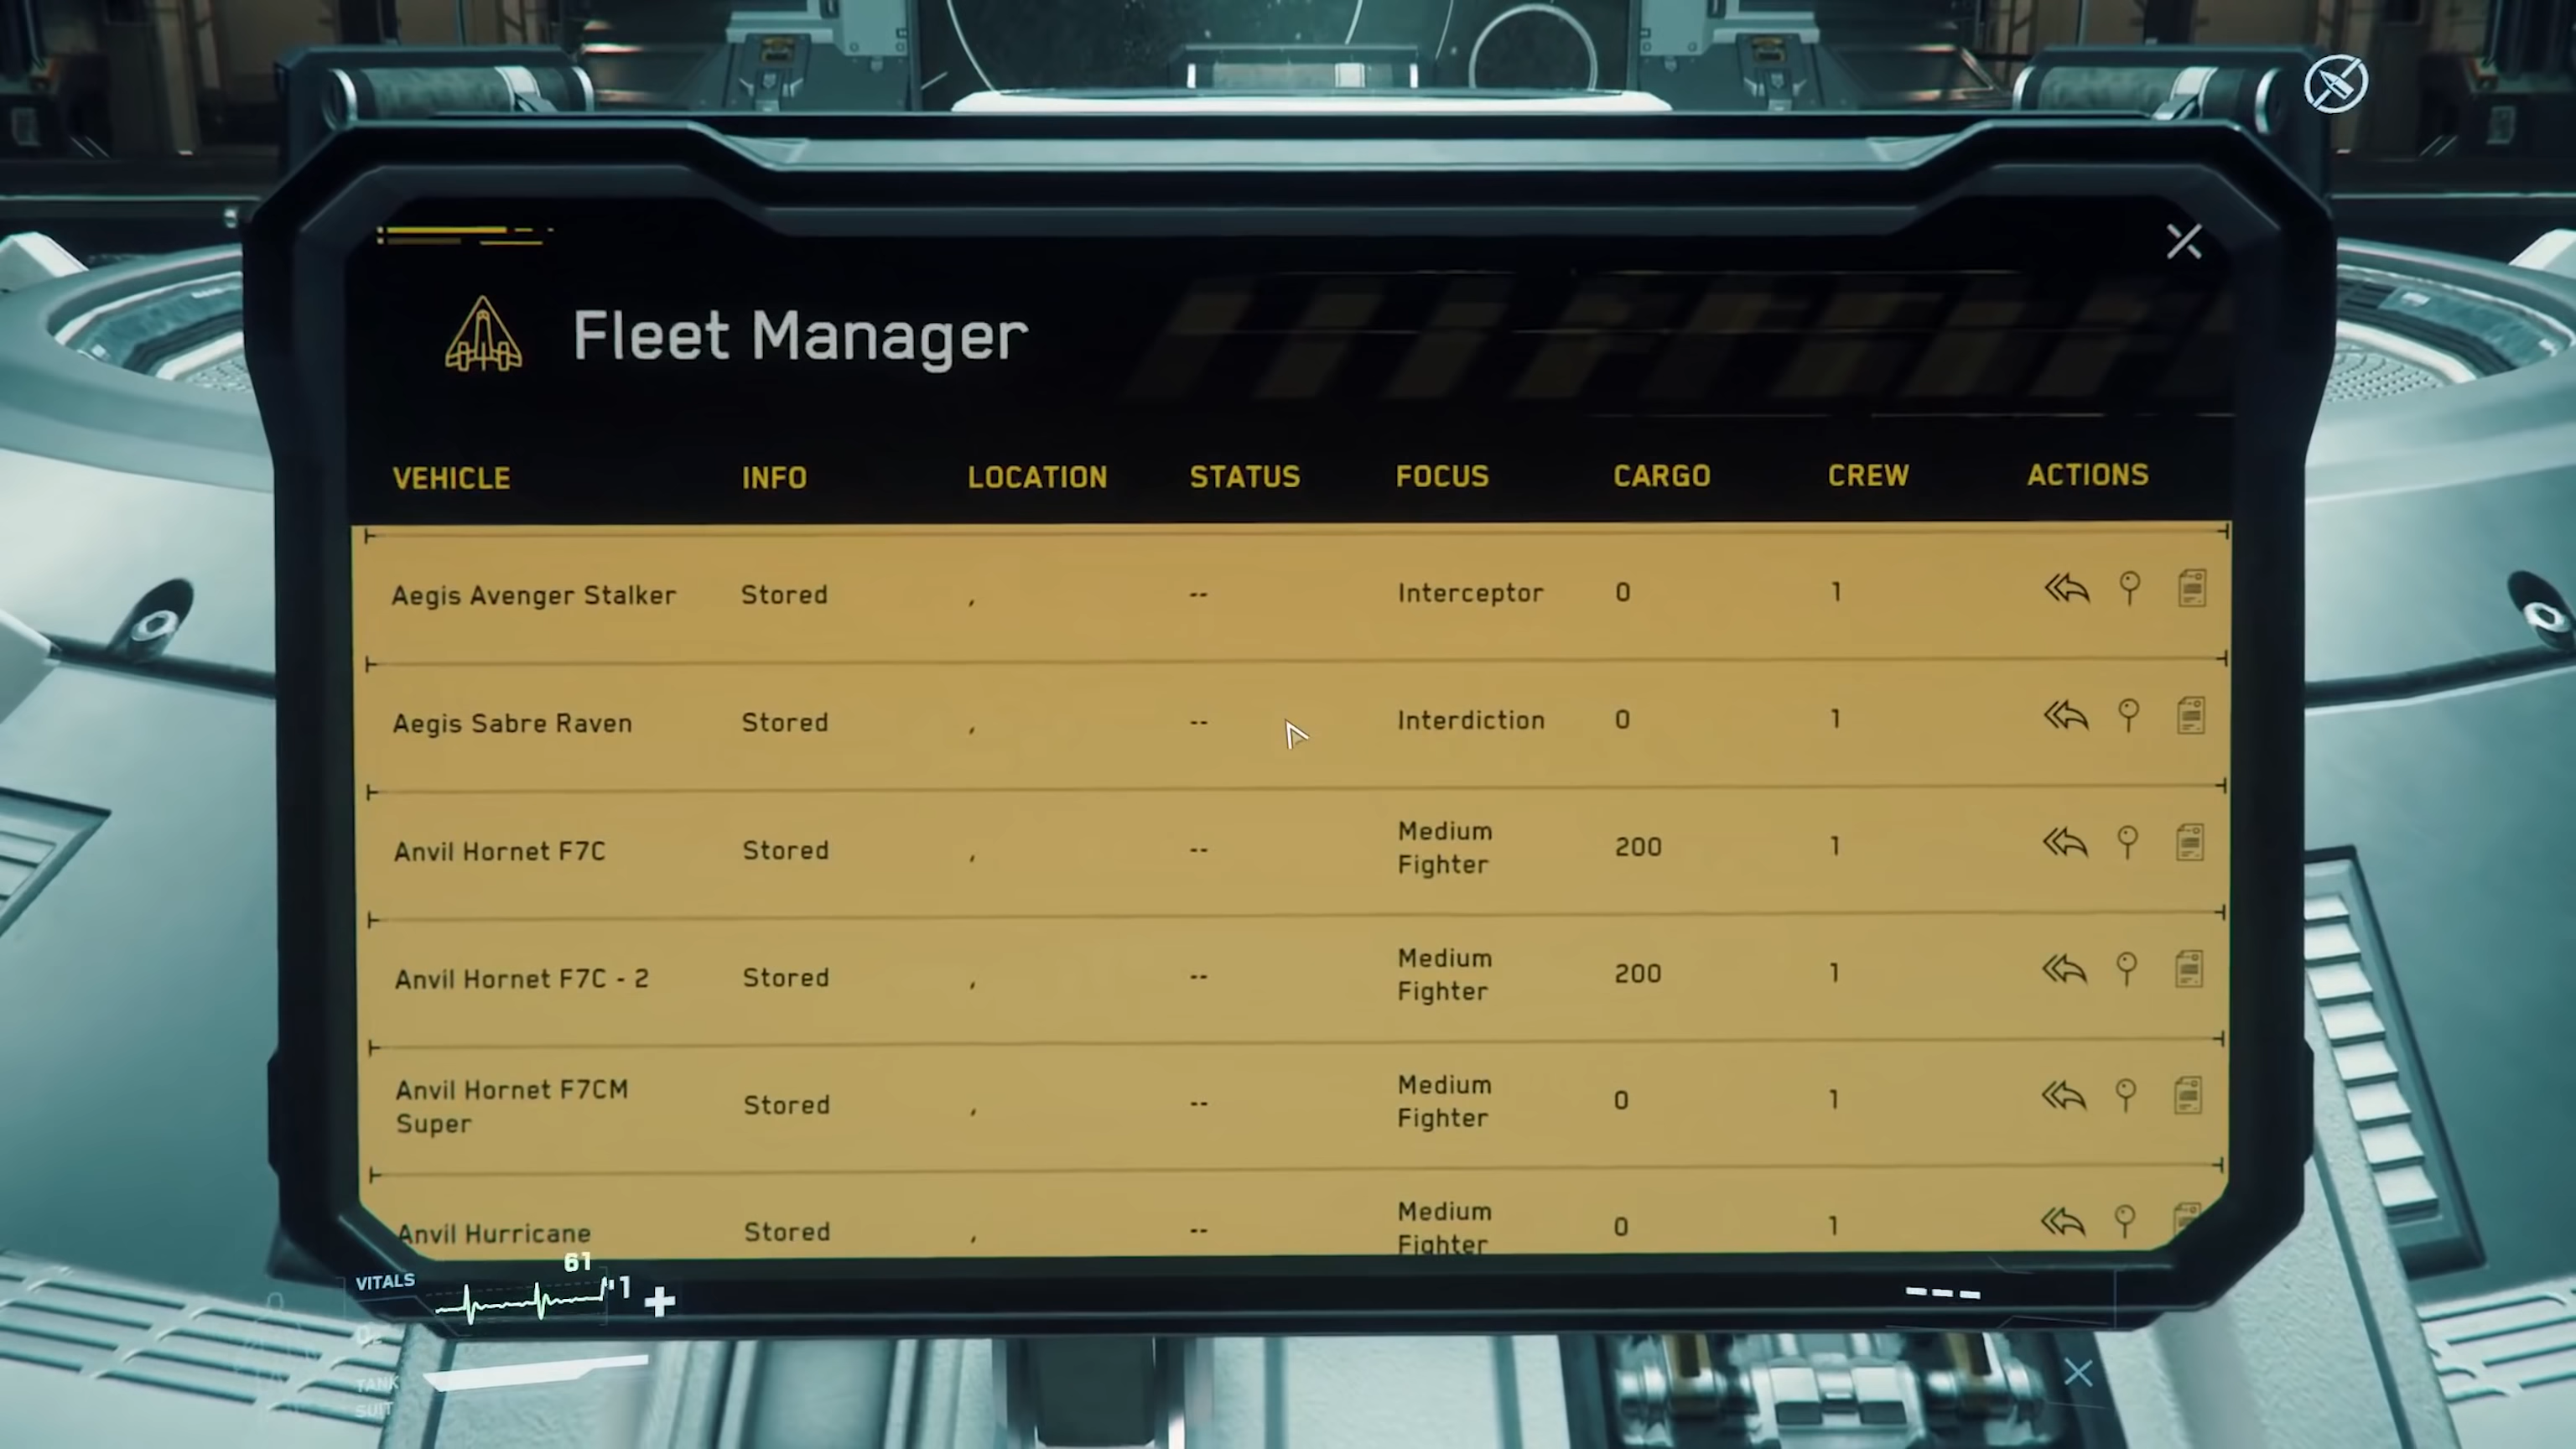 Fleet Manager
VEHICLE INFO LOCATION STATUS FOCUS CARGO CREW ACTIONS
Aegis Avenger Stalker Stored , -- Interceptor 0 1
Aegis Sabre Raven Stored , -- Interdiction 0 1
Anvil Hornet F7C Stored , -- Medium Fighter 200 1
Anvil Hornet F7C - 2 Stored , -- Medium Fighter 200 1
Anvil Hornet F7CM Super Stored , -- Medium Fighter 0 1
Anvil Hurricane Stored , -- Medium Fighter 0 1
61
VITALS
TANK
SUIT